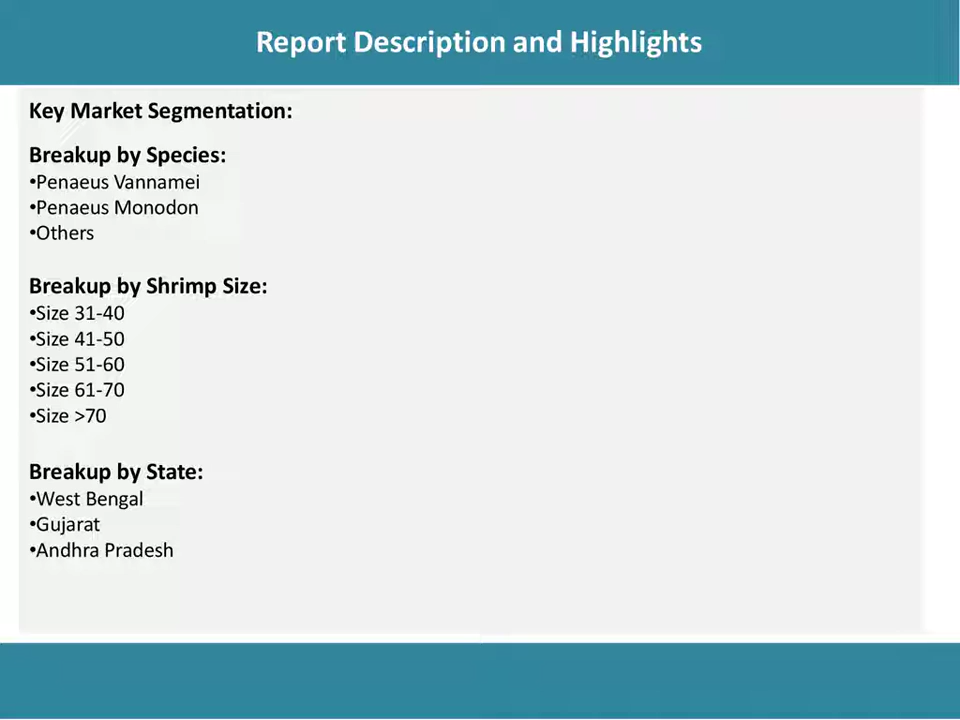 Report Description and Highlights
Key Market Segmentation:
Breakup by Species:
•Penaeus Vannamei
•Penaeus Monodon
•Others
Breakup by Shrimp Size:
•Size 31-40
•Size 41-50
•Size 51-60
•Size 61-70
•Size >70
Breakup by State:
•West Bengal
•Gujarat
•Andhra Pradesh